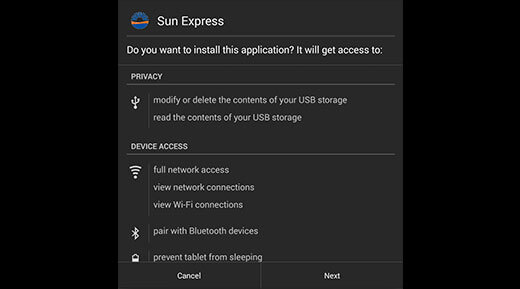 Sun Express
Do you want to install this application? It will get access to:
PRIVACY
modify or delete the contents of your USB storage
read the contents of your USB storage
DEVICE ACCESS
full network access
view network connections
view Wi-Fi connections
pair with Bluetooth devices
prevent tablet from sleeping
Cancel
Next